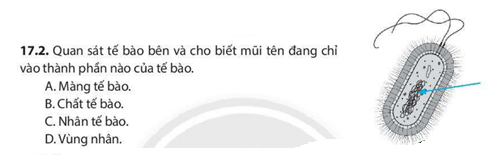 17.2. Quan sát tế bào bên và cho biết mũi tên đang chỉ
vào thành phần nào của tế bào.
A. Màng tế bào.
B. Chất tế bào.
C. Nhân tế bào.
D. Vùng nhân.